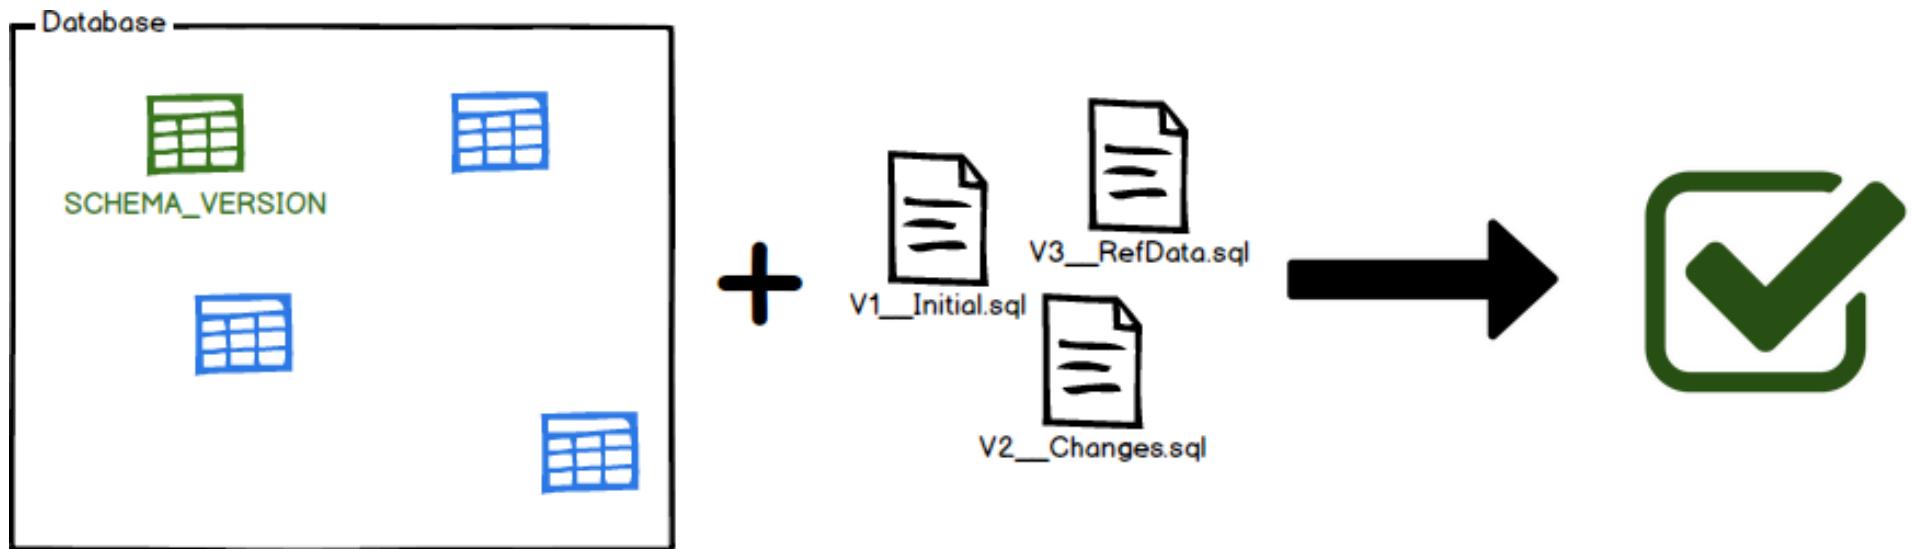 Database
SCHEMA_VERSION
V1__Initial.sql
V3__RefData.sql
V2__Changes.sql